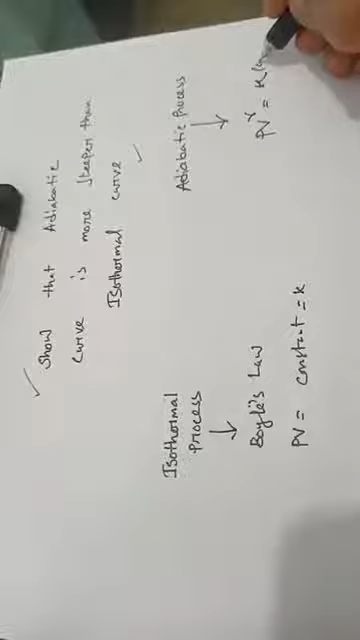 Show that Adiabatic
curve is more steeper than
Isothermal curve
Isothermal
Process
Boyle's Law
PV = constant = k
Adiabatic Process
PV^γ = k